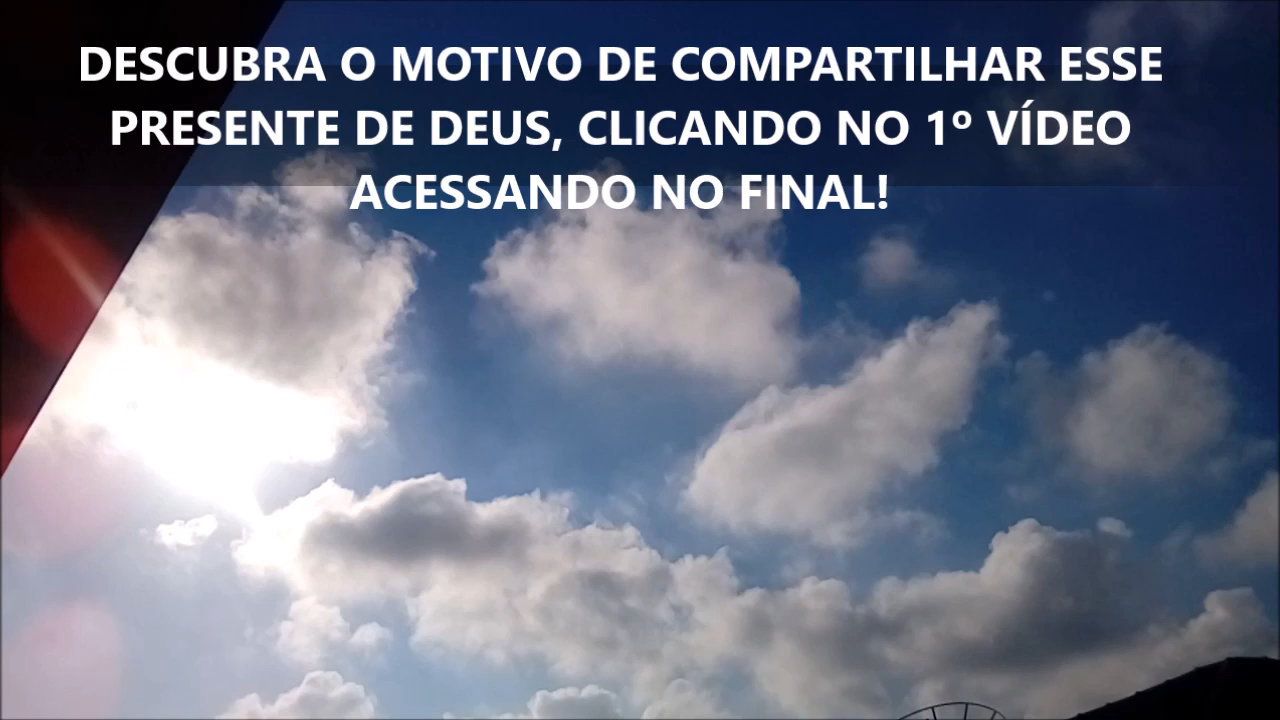 DESCUBRA O MOTIVO DE COMPARTILHAR ESSE
PRESENTE DE DEUS, CLICANDO NO 1º VÍDEO
ACESSANDO NO FINAL!